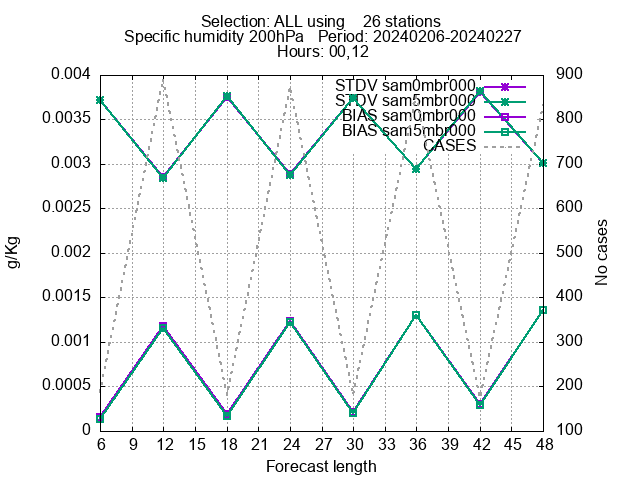 Selection: ALL using    26 stations
Specific humidity 200hPa   Period: 20240206-20240227
Hours: 00,12
0.004
0.0035
0.003
0.0025
0.002
0.0015
0.001
0.0005
0
g/Kg
STDV sam0mbr000
STDV sam5mbr000
BIAS sam0mbr000
BIAS sam5mbr000
CASES
900
800
700
600
500
400
300
200
100
No cases
6 9 12 15 18 21 24 27 30 33 36 39 42 45 48
Forecast length